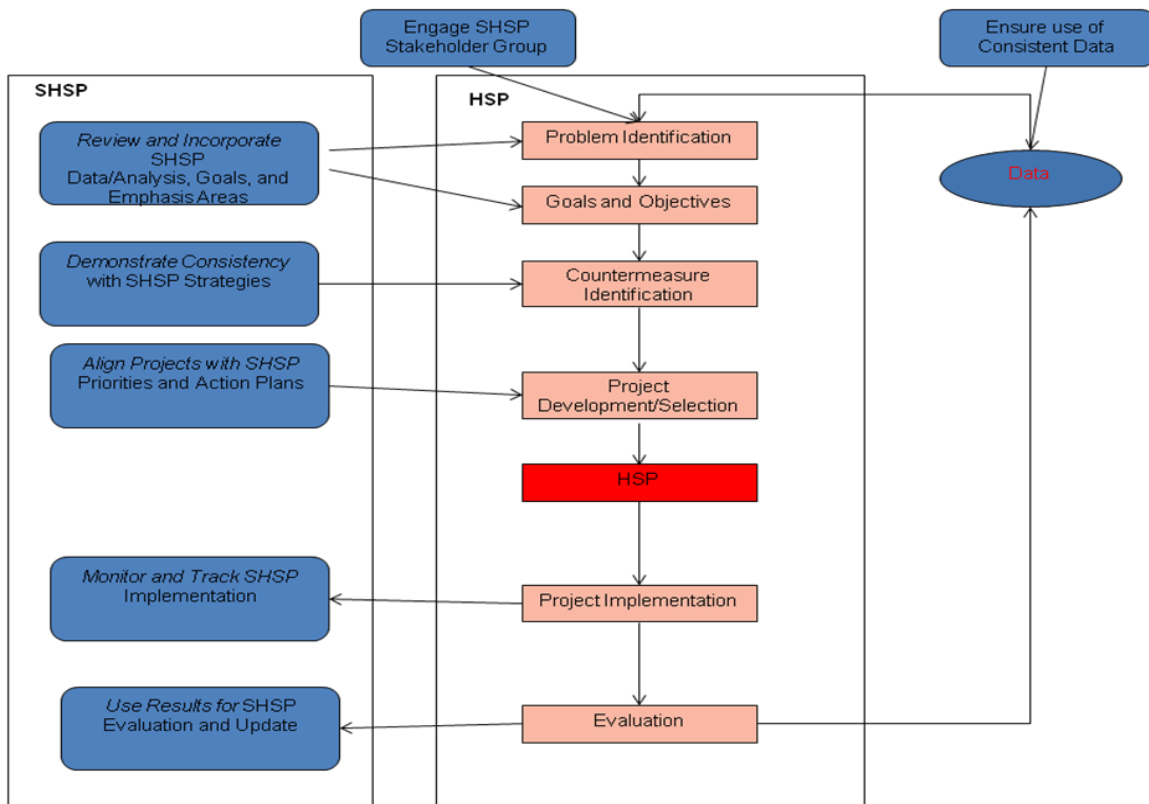 Engage SHSP
Stakeholder Group
Ensure use of
Consistent Data
SHSP
HSP
Review and Incorporate
SHSP
Data/Analysis, Goals, and
Emphasis Areas
Problem Identification
Data
Goals and Objectives
Demonstrate Consistency
with SHSP Strategies
Countermeasure
Identification
Align Projects with SHSP
Priorities and Action Plans
Project
Development/Selection
HSP
Monitor and Track SHSP
Implementation
Project Implementation
Use Results for SHSP
Evaluation and Update
Evaluation